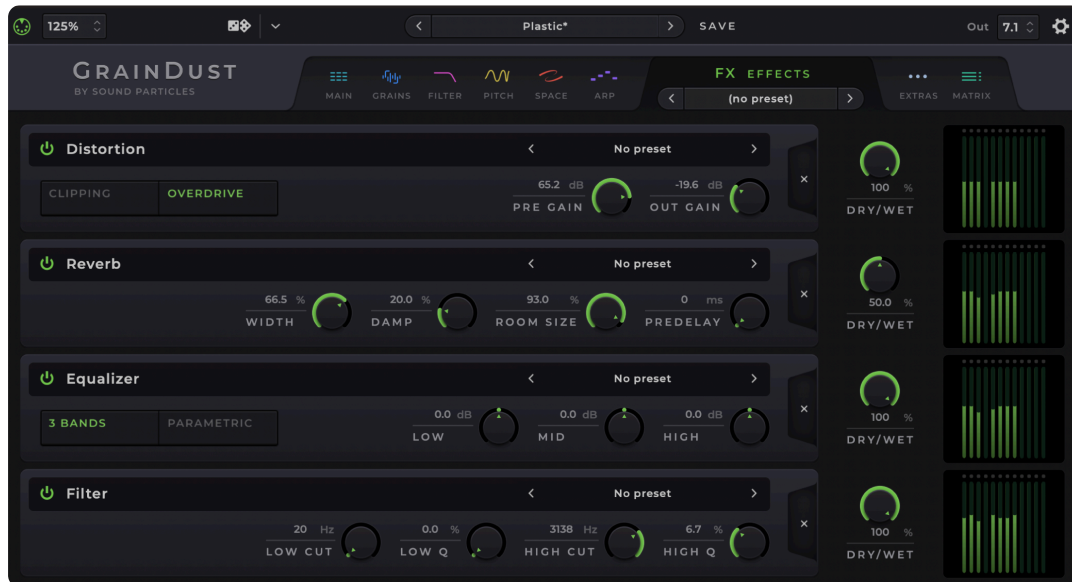 125%
Plastic*
SAVE
Out 7.1
GRAINDUST
BY SOUND PARTICLES
MAIN GRAINS FILTER PITCH SPACE ARP
FX EFFECTS
(no preset)
EXTRAS MATRIX
Distortion
No preset
CLIPPING OVERDRIVE
65.2 dB
PRE GAIN
-19.6 dB
OUT GAIN
100 %
DRY/WET
Reverb
No preset
66.5 %
WIDTH
20.0 %
DAMP
93.0 %
ROOM SIZE
0 ms
PREDELAY
50.0 %
DRY/WET
Equalizer
No preset
3 BANDS PARAMETRIC
0.0 dB
LOW
0.0 dB
MID
0.0 dB
HIGH
100 %
DRY/WET
Filter
No preset
20 Hz
LOW CUT
0.0 %
LOW Q
3138 Hz
HIGH CUT
6.7 %
HIGH Q
100 %
DRY/WET